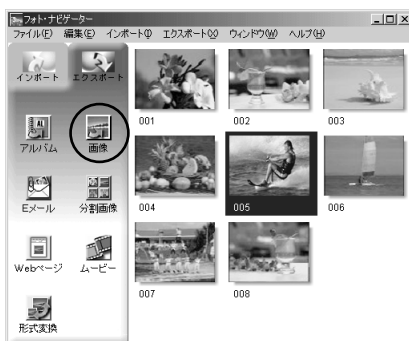 フォト・ナビゲーター
ファイル(F) 編集(E) インポート(I) エクスポート(X) ウィンドウ(W) ヘルプ(H)
インポート エクスポート
001 002 003
アルバム 画像
004 005 006
Eメール 分割画像
Webページ ムービー
007 008
形式変換